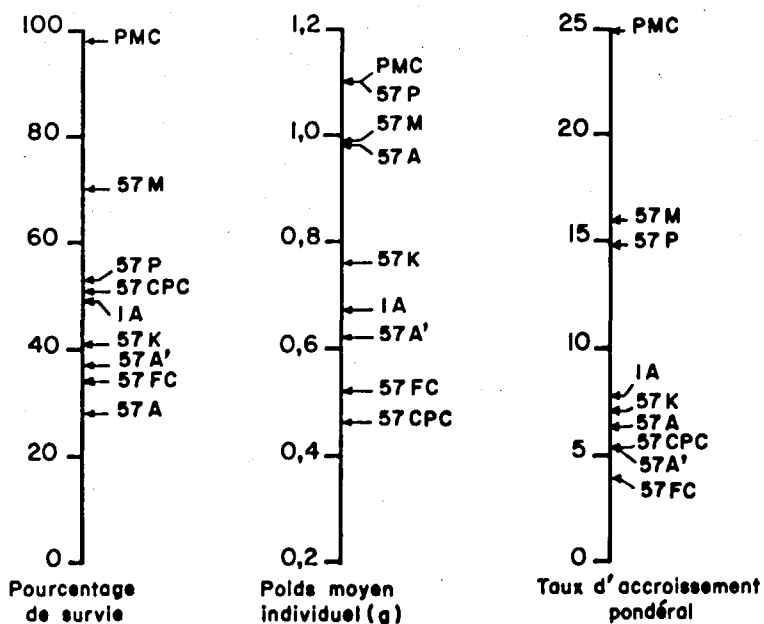 100
PMC
80
57 M
60
57 P
57 CPC
1A
40
57 K
57 A'
57 FC
57 A
20
0
Pourcentage
de survie
1,2
PMC
57 P
1,0
57 M
57 A
0,8
57 K
1A
57 A'
0,6
57 FC
57 CPC
0,4
0,2
Poids moyen
individuel (g)
25
PMC
20
57 M
15
57 P
10
1A
57 K
57 A
57 CPC
5
57 A'
57 FC
0
Taux d'accroissement
pondéral